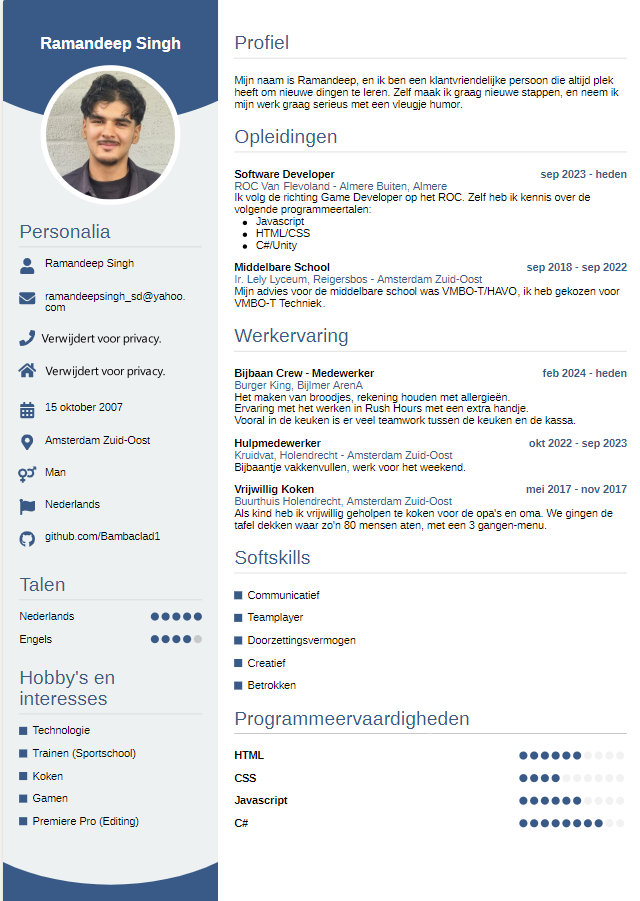 Ramandeep Singh
Personalia
Ramandeep Singh
ramandeepsingh_sd@yahoo.
com
Verwijdert voor privacy.
Verwijdert voor privacy.
15 oktober 2007
Amsterdam Zuid-Oost
Man
Nederlands
github.com/Bambaclad1
Talen
Nederlands
Engels
Hobby's en
interesses
Technologie
Trainen (Sportschool)
Koken
Gamen
Premiere Pro (Editing)
Profiel
Mijn naam is Ramandeep, en ik ben een klantvriendelijke persoon die altijd plek
heeft om nieuwe dingen te leren. Zelf maak ik graag nieuwe stappen, en neem ik
mijn werk graag serieus met een vleugje humor.
Opleidingen
Software Developer sep 2023 - heden
ROC Van Flevoland - Almere Buiten, Almere
Ik volg de richting Game Developer op het ROC. Zelf heb ik kennis over de
volgende programmeertalen:
Javascript
HTML/CSS
C#/Unity
Middelbare School sep 2018 - sep 2022
Ir. Lely Lyceum, Reigersbos - Amsterdam Zuid-Oost
Mijn advies voor de middelbare school was VMBO-T/HAVO, ik heb gekozen voor
VMBO-T Techniek.
Werkervaring
Bijbaan Crew - Medewerker feb 2024 - heden
Burger King, Bijlmer ArenA
Het maken van broodjes, rekening houden met allergieën.
Ervaring met het werken in Rush Hours met een extra handje.
Vooral in de keuken is er veel teamwork tussen de keuken en de kassa.
Hulpmedewerker okt 2022 - sep 2023
Kruidvat, Holendrecht - Amsterdam Zuid-Oost
Bijbaantje vakkenvullen, werk voor het weekend.
Vrijwillig Koken mei 2017 - nov 2017
Buurthuis Holendrecht, Amsterdam Zuid-Oost
Als kind heb ik vrijwillig geholpen te koken voor de opa's en oma. We gingen de
tafel dekken waar zo'n 80 mensen aten, met een 3 gangen-menu.
Softskills
Communicatief
Teamplayer
Doorzettingsvermogen
Creatief
Betrokken
Programmeervaardigheden
HTML
CSS
Javascript
C#